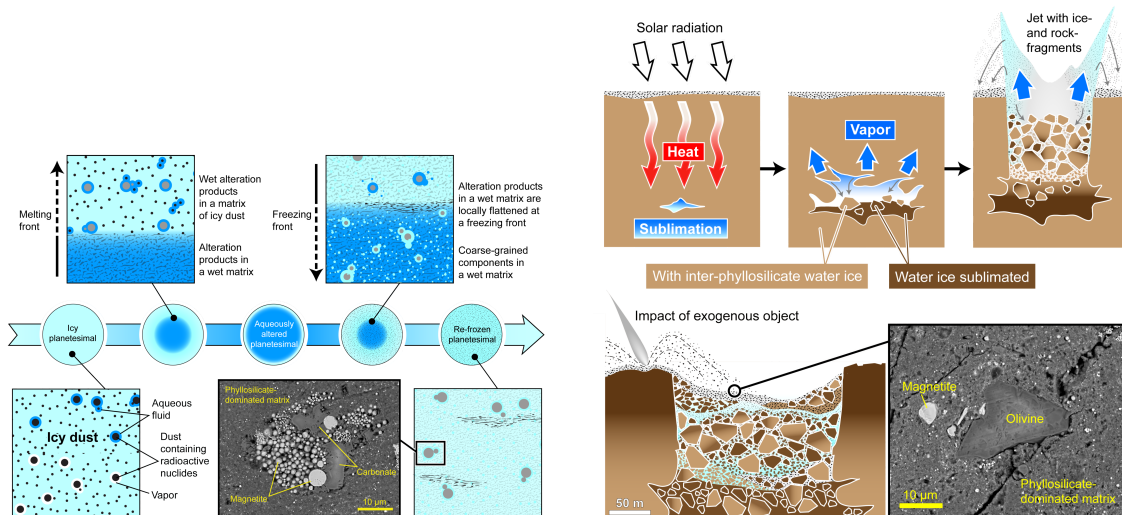 Melting
front
Wet alteration
products in
a matrix
of icy dust
Alteration
products in
a wet matrix
Freezing
front
Alteration products
in a wet matrix are
locally flattened at
a freezing front
Coarse-grained
components in
a wet matrix
Icy
planetesimal
Aqueously
altered
planetesimal
Re-frozen
planetesimal
Aqueous
fluid
Icy dust
Dust
containing
radioactive
nuclides
Vapor
Phyllosilicate-
dominated matrix
Carbonate
Magnetite
10 µm
Solar radiation
Heat
Sublimation
Vapor
Jet with ice-
and rock-
fragments
With inter-phyllosilicate water ice
Water ice sublimated
Impact of exogenous object
50 m
Magnetite
Olivine
Phyllosilicate-
dominated matrix
10 µm